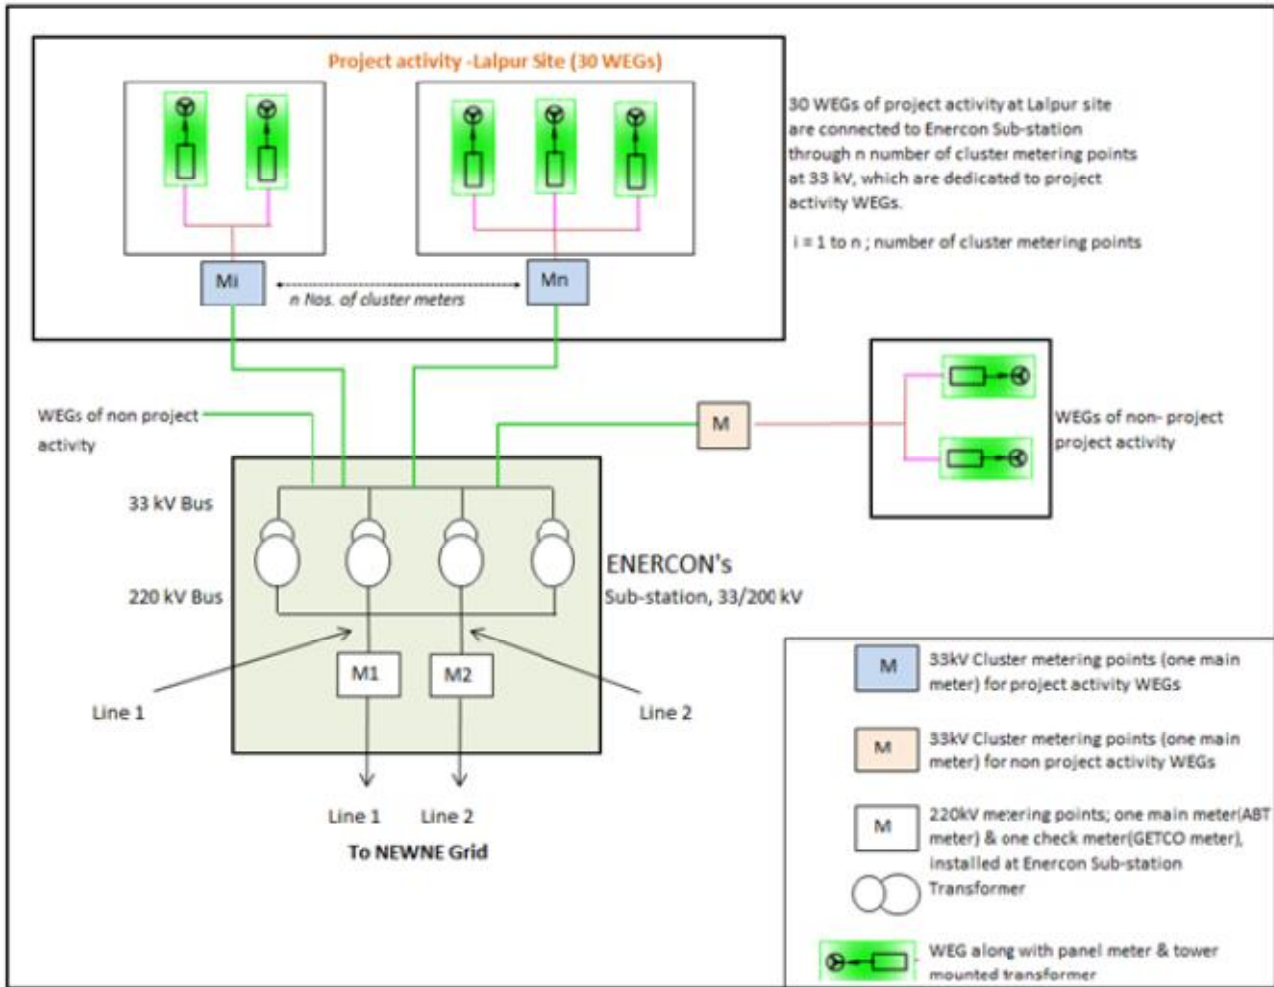 Project activity -Lalpur Site (30 WEGs)
30 WEGs of project activity at Lalpur site
are connected to Enercon Sub-station
through n number of cluster metering points
at 33 kV, which are dedicated to project
activity WEGs.
i = 1 to n ; number of cluster metering points
Mi
Mn
n Nos. of cluster meters
WEGs of non project
activity
M
WEGs of non- project
project activity
33 kV Bus
ENERCON's
220 kV Bus
Sub-station, 33/200 kV
M1
M2
Line 1
Line 2
Line 1
Line 2
To NEWNE Grid
M
33kV Cluster metering points (one main
meter) for project activity WEGs
M
33kV Cluster metering points (one main
meter) for non project activity WEGs
M
220kV metering points; one main meter(ABT
meter) & one check meter(GETCO meter),
installed at Enercon Sub-station
Transformer
WEG along with panel meter & tower
mounted transformer